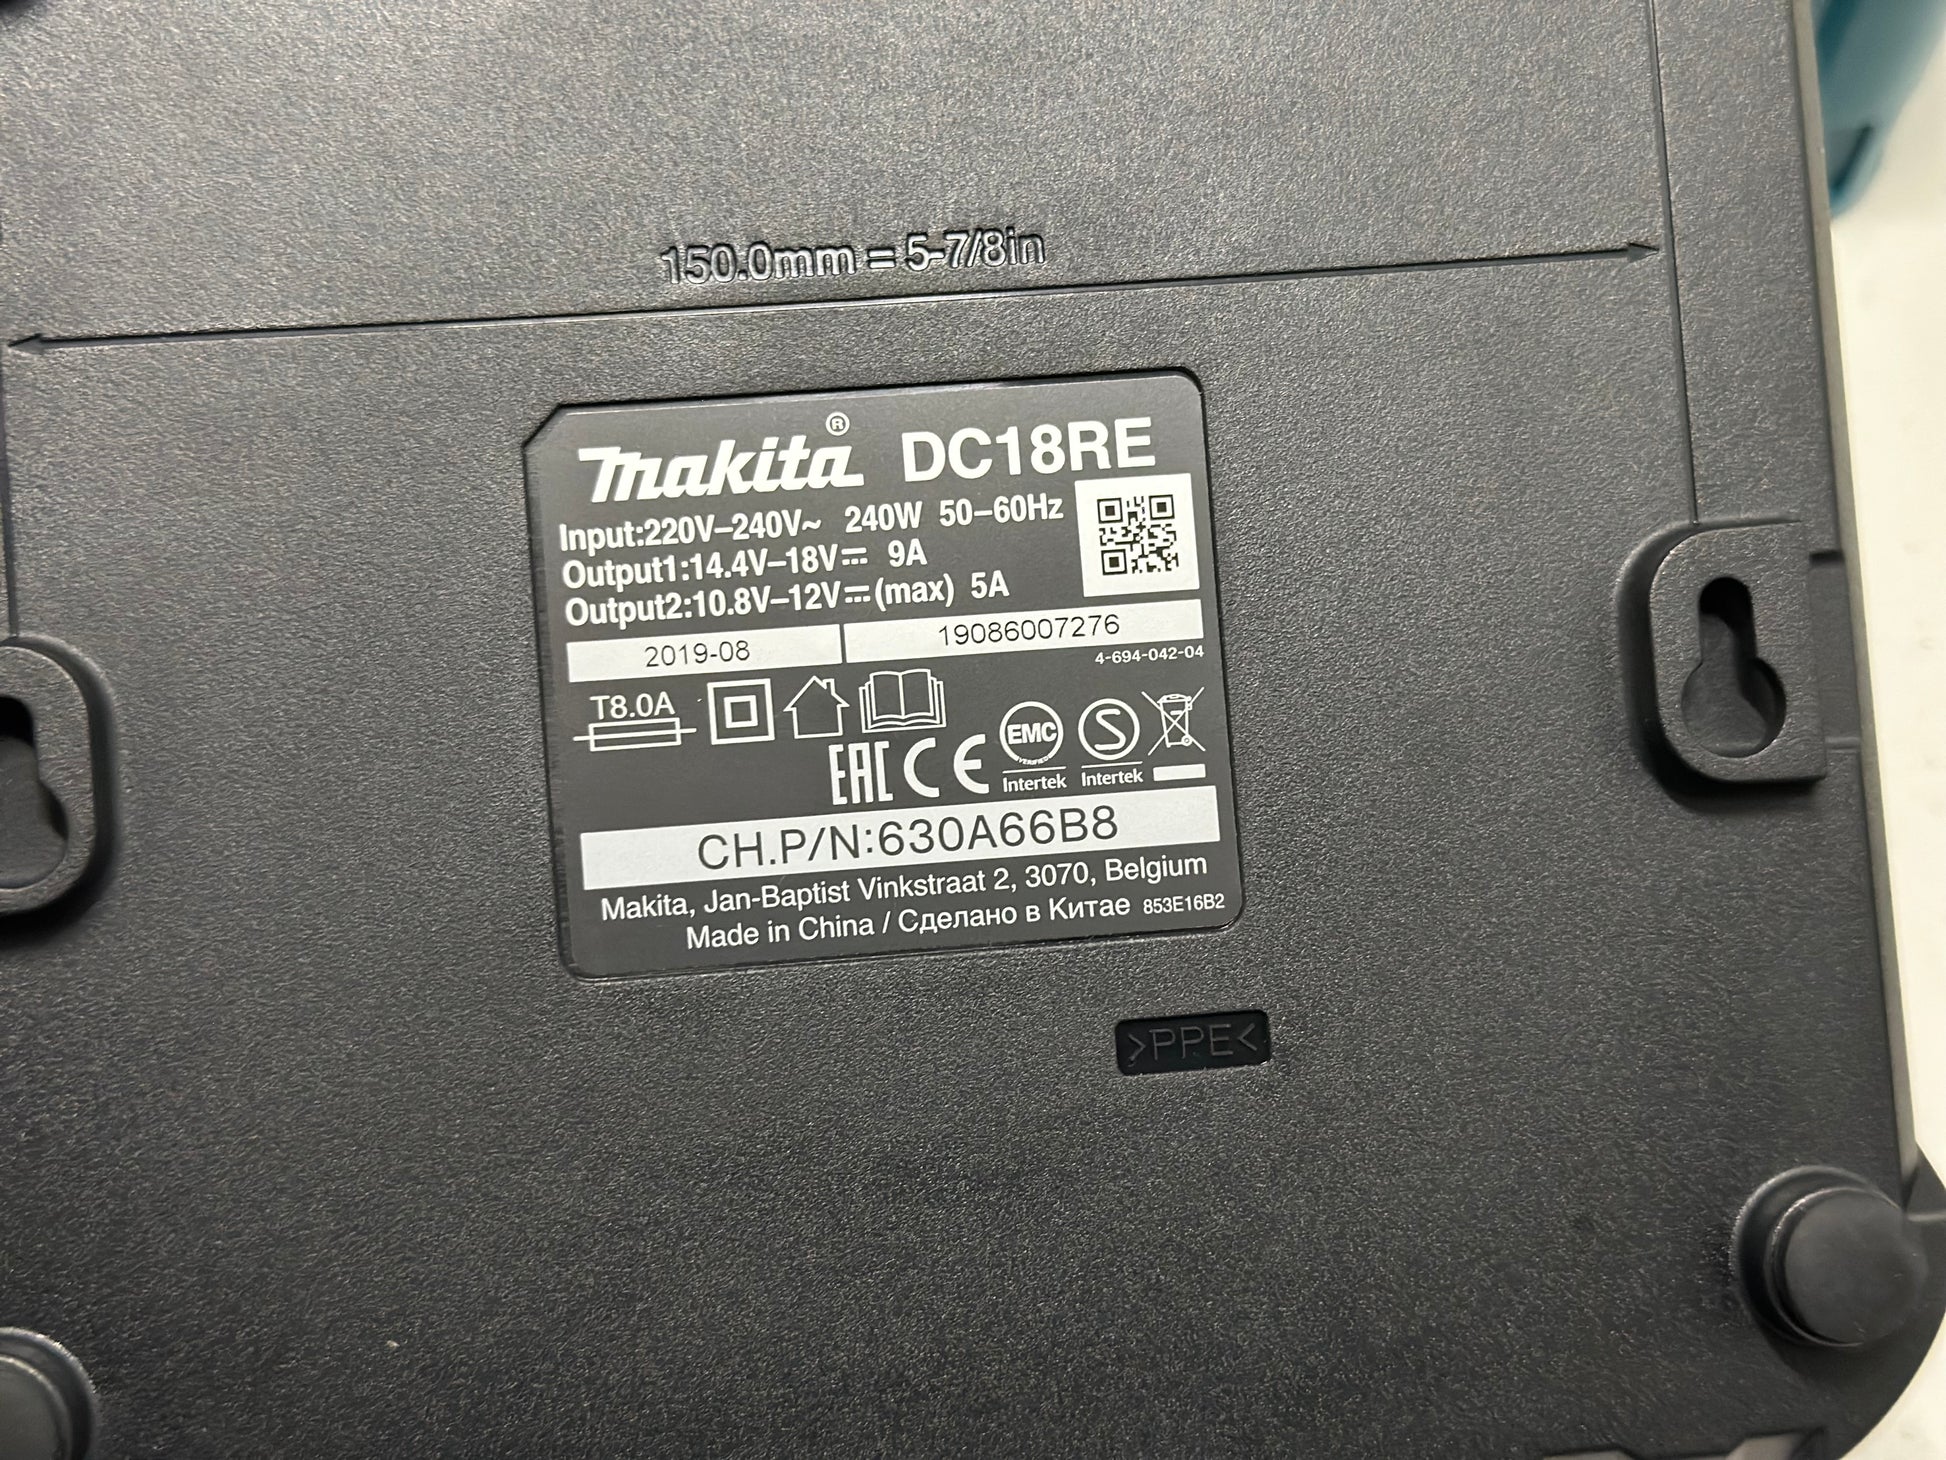 150.0mm = 5-7/8in
makita® DC18RE
Input:220V–240V~ 240W 50–60Hz
Output1:14.4V–18V⎓ 9A
Output2:10.8V–12V⎓(max) 5A
2019-08 19086007276
4-694-042-04
T8.0A
EMC
VERIFIED
S
EAC CE Intertek Intertek
CH.P/N:630A66B8
Makita, Jan-Baptist Vinkstraat 2, 3070, Belgium
Made in China / Сделано в Китае 853E16B2
>PPE<